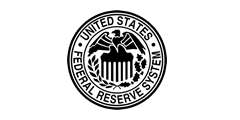 UNITED STATES
FEDERAL RESERVE SYSTEM